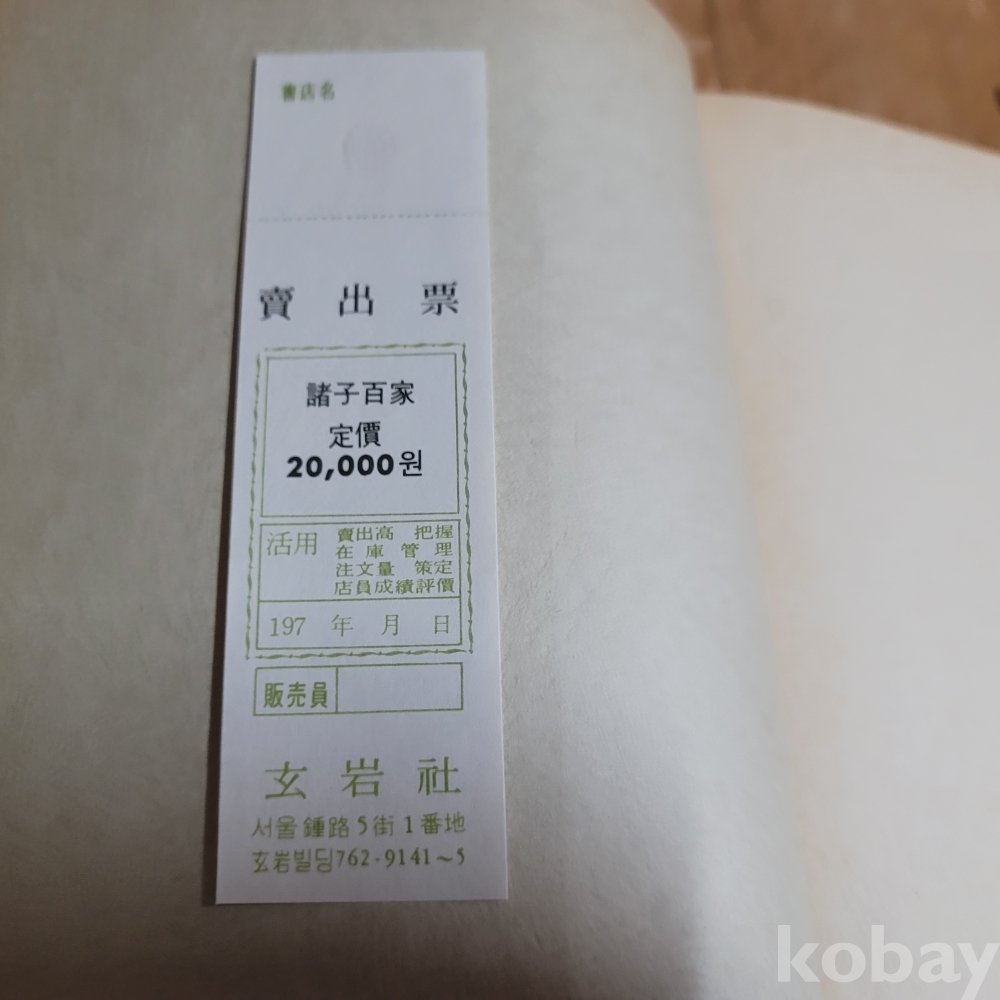 書店名
賣出票
諸子百家
定價
20,000원
活用
賣出高 把握
在庫管理
注文量 策定
店員成績評價
197 年 月 日
販売員
玄岩社
서울 鍾路 5街 1番地
玄岩빌딩 762-9141~5
kobay